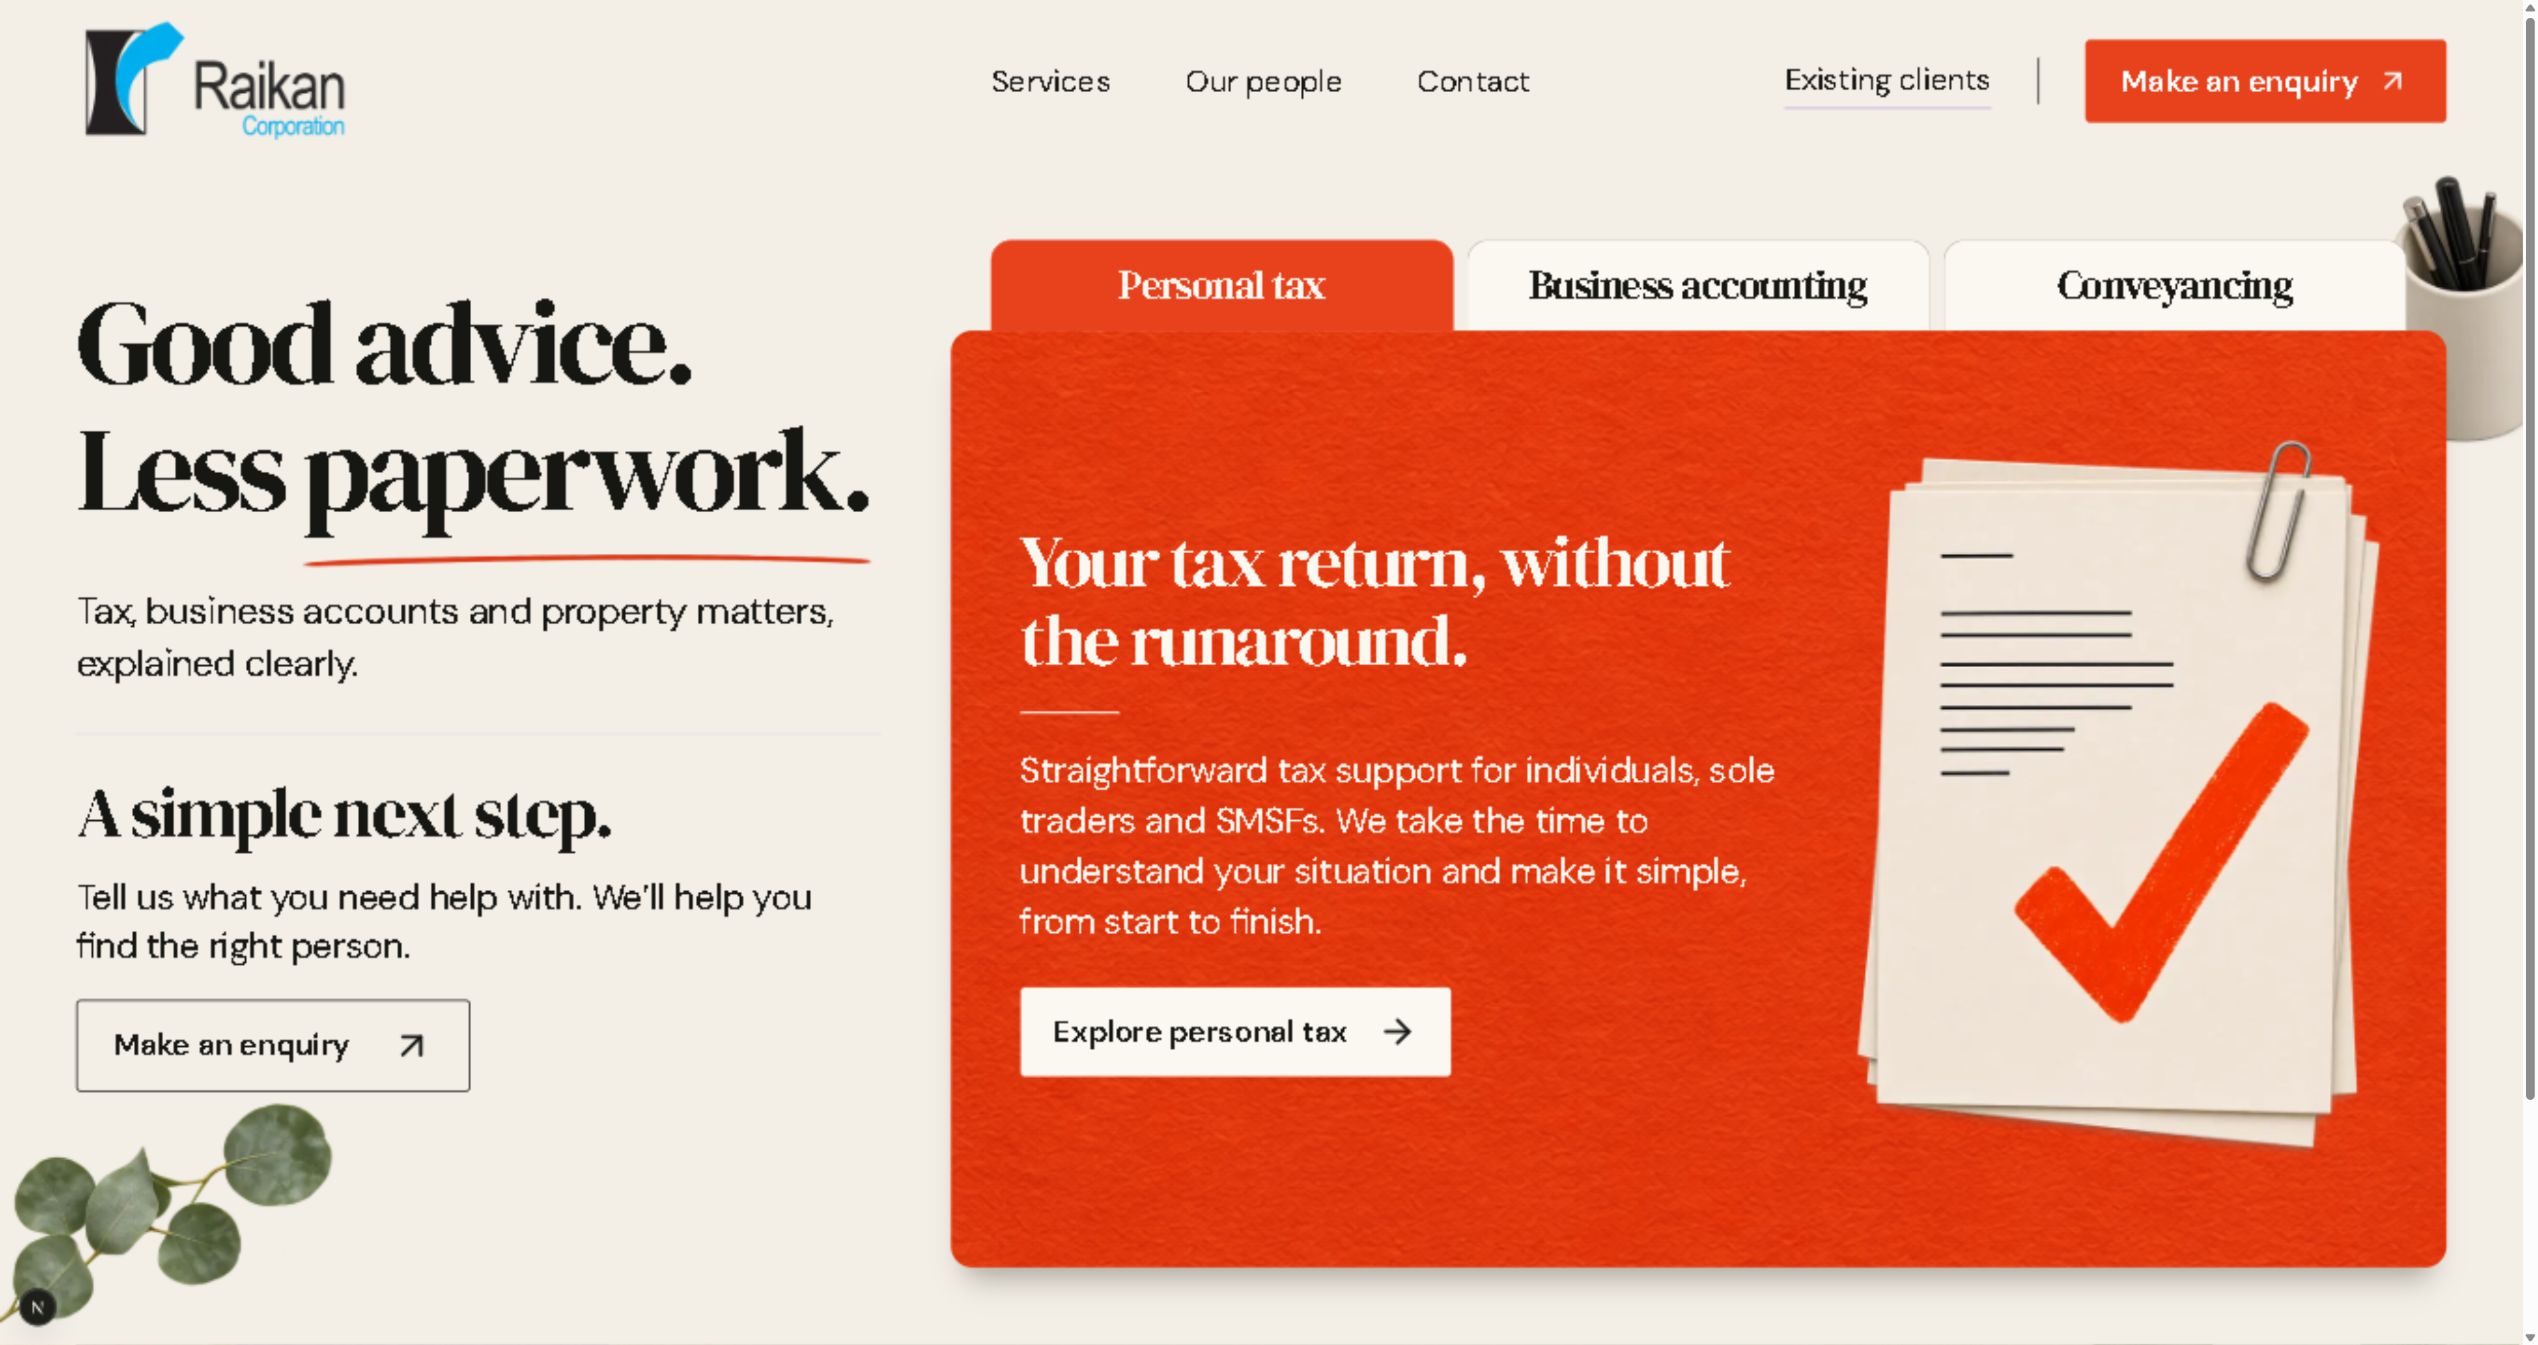 Raikan
Corporation
Services
Our people
Contact
Existing clients
Make an enquiry
Good advice.
Less paperwork.
Tax, business accounts and property matters,
explained clearly.
A simple next step.
Tell us what you need help with. We'll help you
find the right person.
Make an enquiry
Personal tax
Business accounting
Conveyancing
Your tax return, without
the runaround.
Straightforward tax support for individuals, sole
traders and SMSFs. We take the time to
understand your situation and make it simple,
from start to finish.
Explore personal tax
N